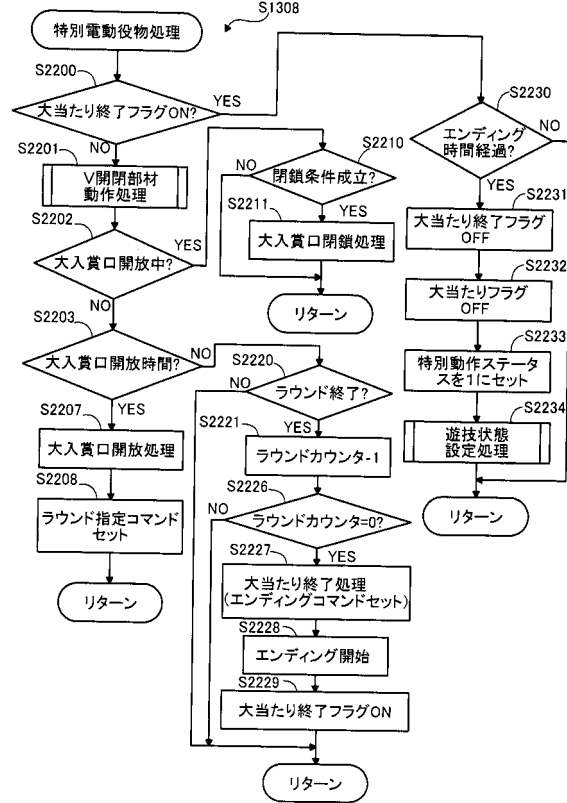 S1308
特別電動役物処理
S2200
大当たり終了フラグON?
YES
NO
S2201
V開閉部材
動作処理
S2202
大入賞口開放中?
YES
NO
S2203
大入賞口開放時間?
NO
YES
S2207
大入賞口開放処理
S2208
ラウンド指定コマンド
セット
リターン
S2210
閉鎖条件成立?
NO
YES
S2211
大入賞口閉鎖処理
リターン
S2220
ラウンド終了?
NO
YES
S2221
ラウンドカウンタ-1
S2226
ラウンドカウンタ=0?
NO
YES
S2227
大当たり終了処理
(エンディングコマンドセット)
S2228
エンディング開始
S2229
大当たり終了フラグON
リターン
S2230
エンディング
時間経過?
NO
YES
S2231
大当たり終了フラグ
OFF
S2232
大当たりフラグ
OFF
S2233
特別動作ステータ
スを1にセット
S2234
遊技状態
設定処理
リターン